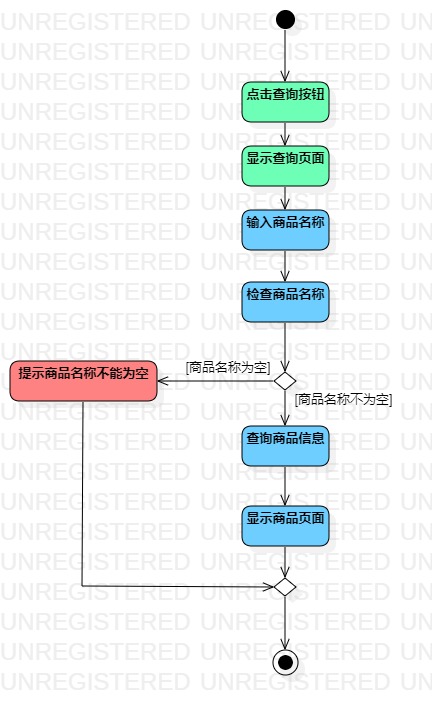 点击查询按钮
显示查询页面
输入商品名称
检查商品名称
[商品名称为空]
提示商品名称不能为空
[商品名称不为空]
查询商品信息
显示商品页面
UNREGISTERED UNREGISTERED UN